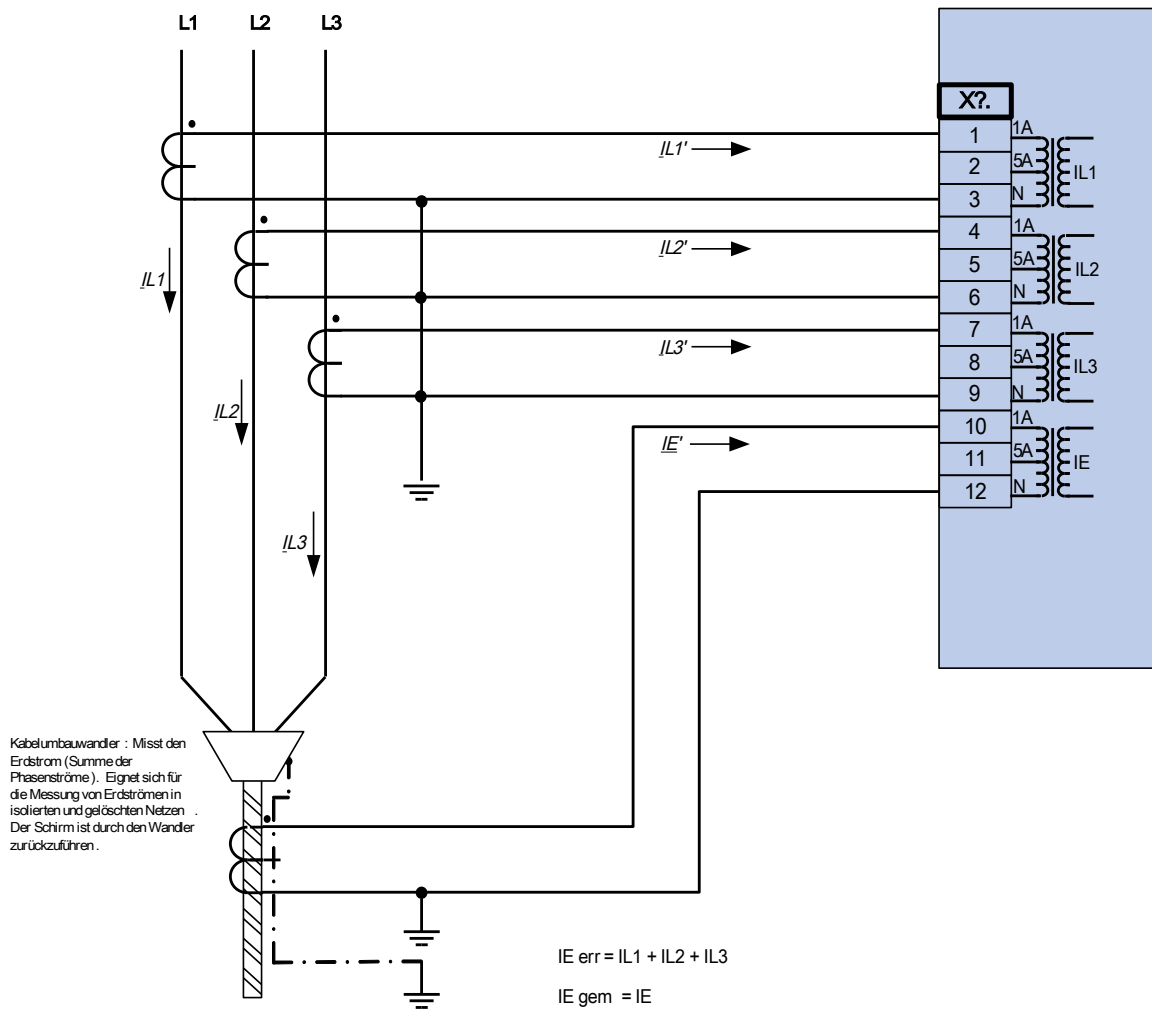 L1 L2 L3
X?.
1 1A
2 5A IL1
3 N
4 1A
5 5A IL2
6 N
7 1A
8 5A IL3
9 N
10 1A
11 5A IE
12 N
IL1'
IL2'
IL3'
IE'
IL1
IL2
IL3
Kabelumbauwandler : Misst den
Erdstrom (Summe der
Phasenströme ). Eignet sich für
die Messung von Erdströmen in
isolierten und gelöschten Netzen .
Der Schirm ist durch den Wandler
zurückzuführen .
IE err = IL1 + IL2 + IL3
IE gem = IE